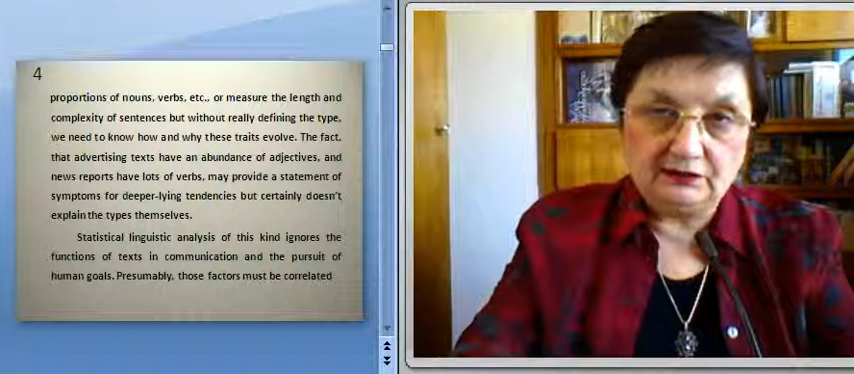 4
proportions of nouns, verbs, etc., or measure the length and
complexity of sentences but without really defining the type,
we need to know how and why these traits evolve. The fact,
that advertising texts have an abundance of adjectives, and
news reports have lots of verbs, may provide a statement of
symptoms for deeper-lying tendencies but certainly doesn't
explain the types themselves.
Statistical linguistic analysis of this kind ignores the
functions of texts in communication and the pursuit of
human goals. Presumably, those factors must be correlated